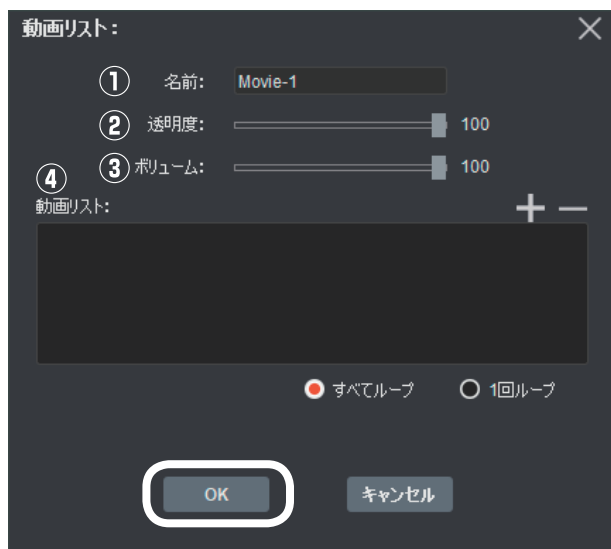 動画リスト:
① 名前: Movie-1
② 透明度: 100
③ ボリューム: 100
④
動画リスト:
すべてループ 1回ループ
OK キャンセル